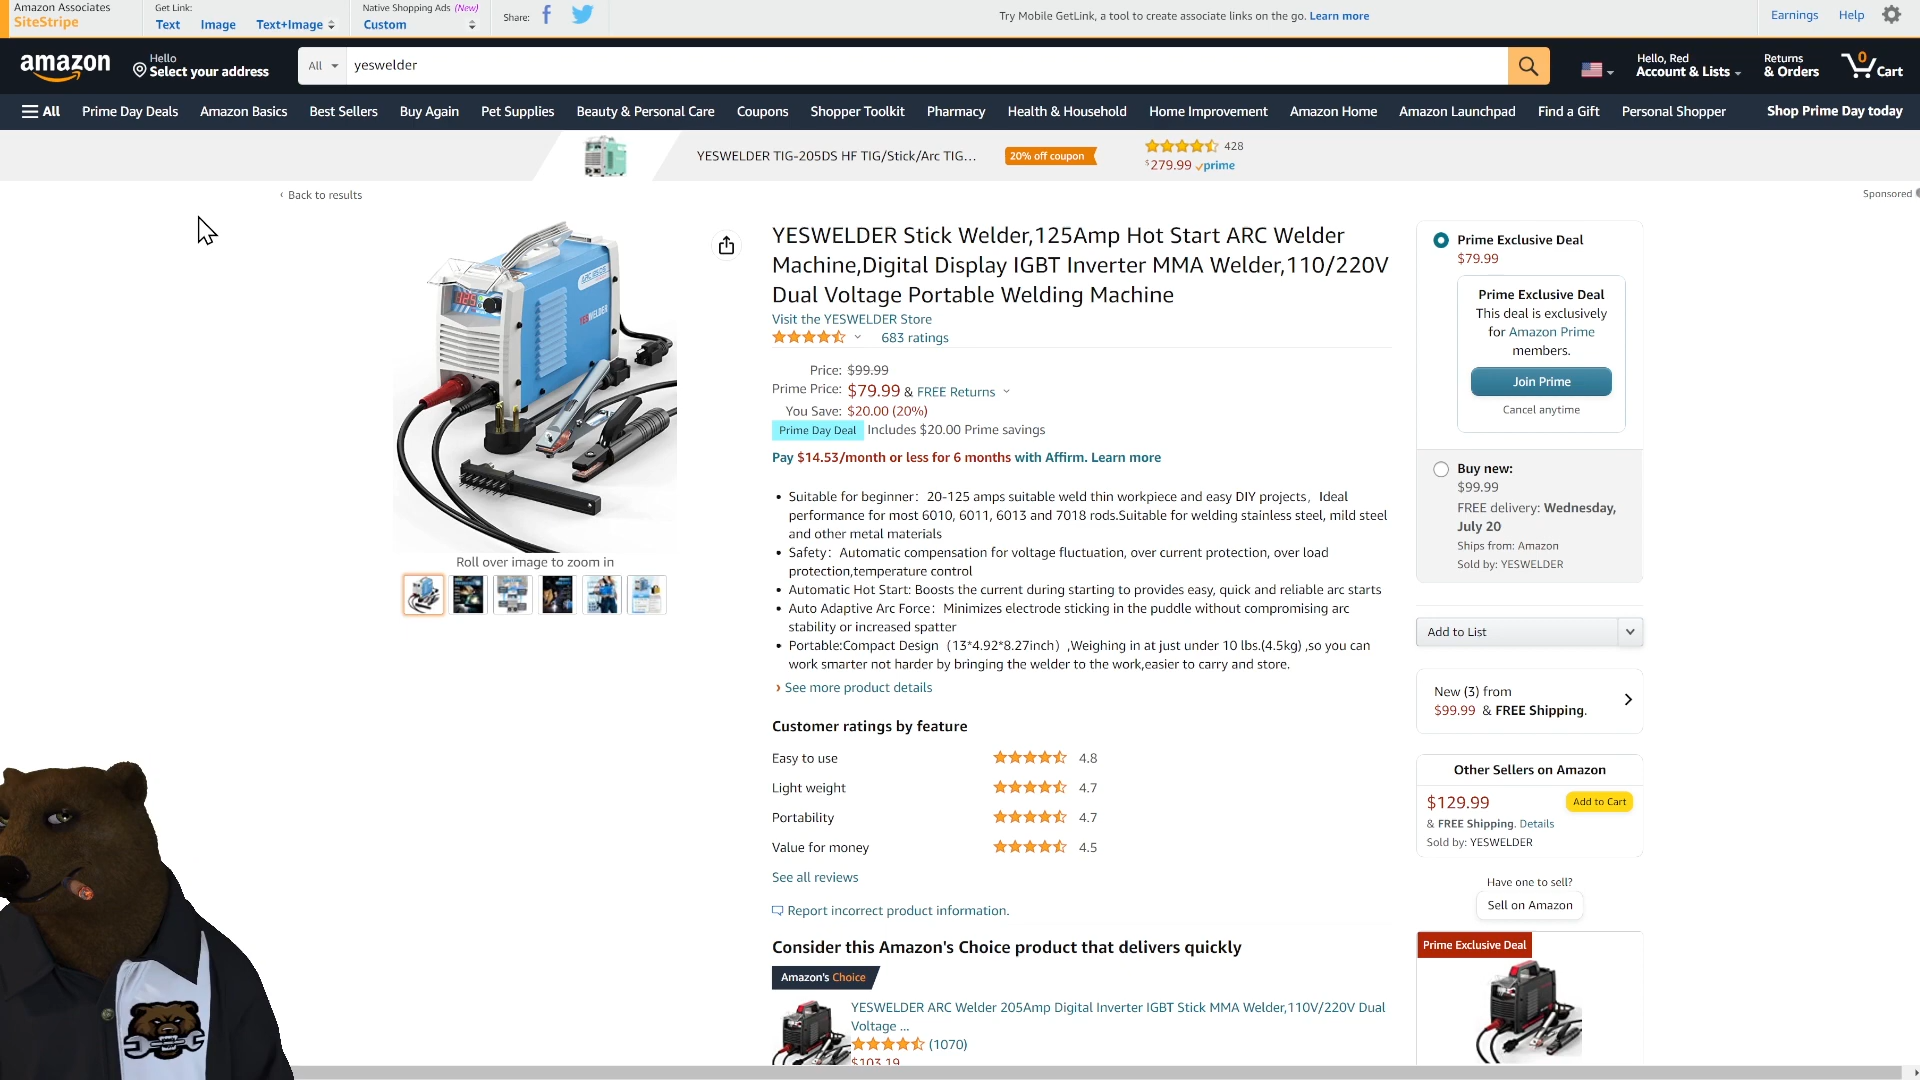 Amazon Associates
SiteStripe
Get Link:
Text Image Text+Image
Native Shopping Ads (New)
Custom
Share:
Try Mobile GetLink, a tool to create associate links on the go. Learn more
Earnings Help
amazon
Hello
Select your address
All
yeswelder
Hello, Red
Account & Lists
Returns
& Orders
0
Cart
All Prime Day Deals Amazon Basics Best Sellers Buy Again Pet Supplies Beauty & Personal Care Coupons Shopper Toolkit Pharmacy Health & Household Home Improvement Amazon Home Amazon Launchpad Find a Gift Personal Shopper Shop Prime Day today
YESWELDER TIG-205DS HF TIG/Stick/Arc TIG...
20% off coupon
428
$279.99 prime
‹ Back to results
Sponsored
YESWELDER Stick Welder,125Amp Hot Start ARC Welder
Machine,Digital Display IGBT Inverter MMA Welder,110/220V
Dual Voltage Portable Welding Machine
Visit the YESWELDER Store
683 ratings
Price: $99.99
Prime Price: $79.99 & FREE Returns
You Save: $20.00 (20%)
Prime Day Deal Includes $20.00 Prime savings
Pay $14.53/month or less for 6 months with Affirm. Learn more
• Suitable for beginner：20-125 amps suitable weld thin workpiece and easy DIY projects，Ideal
performance for most 6010, 6011, 6013 and 7018 rods.Suitable for welding stainless steel, mild steel
and other metal materials
• Safety：Automatic compensation for voltage fluctuation, over current protection, over load
protection,temperature control
• Automatic Hot Start: Boosts the current during starting to provides easy, quick and reliable arc starts
• Auto Adaptive Arc Force：Minimizes electrode sticking in the puddle without compromising arc
stability or increased spatter
• Portable:Compact Design（13*4.92*8.27inch）,Weighing in at just under 10 lbs.(4.5kg) ,so you can
work smarter not harder by bringing the welder to the work,easier to carry and store.
› See more product details
YESWELDER
125
Roll over image to zoom in
Customer ratings by feature
Easy to use 4.8
Light weight 4.7
Portability 4.7
Value for money 4.5
See all reviews
Report incorrect product information.
Consider this Amazon's Choice product that delivers quickly
Amazon's Choice
YESWELDER ARC Welder 205Amp Digital Inverter IGBT Stick MMA Welder,110V/220V Dual
Voltage ...
(1070)
$103.19
Prime Exclusive Deal
$79.99
Prime Exclusive Deal
This deal is exclusively
for Amazon Prime
members.
Join Prime
Cancel anytime
Buy new:
$99.99
FREE delivery: Wednesday,
July 20
Ships from: Amazon
Sold by: YESWELDER
Add to List
New (3) from
$99.99 & FREE Shipping.
Other Sellers on Amazon
$129.99
Add to Cart
& FREE Shipping. Details
Sold by: YESWELDER
Have one to sell?
Sell on Amazon
Prime Exclusive Deal